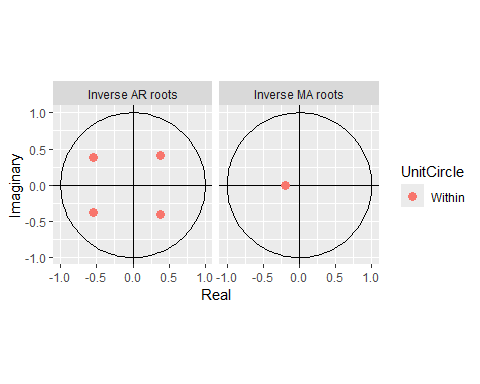 Inverse AR roots
Inverse MA roots
1.0
0.5
0.0
-0.5
-1.0
Imaginary
-1.0 -0.5 0.0 0.5 1.0
-1.0 -0.5 0.0 0.5 1.0
Real
UnitCircle
Within